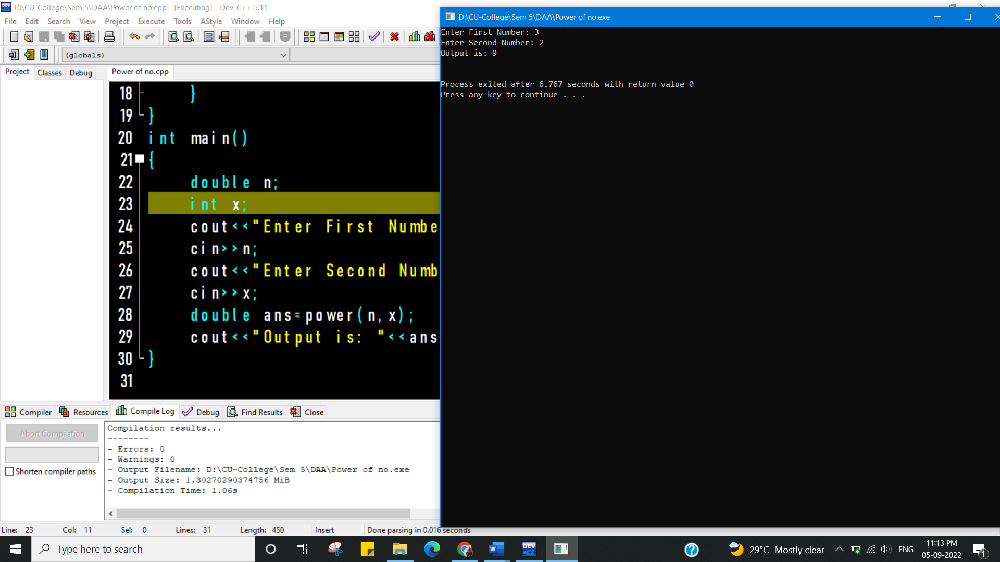 D:\CU-College\Sem 5\DAA\Power of no.cpp - [Executing] - Dev-C++ 5.11
File Edit Search View Project Execute Tools AStyle Window Help
(globals)
Project Classes Debug
Power of no.cpp
18 }
19 }
20 int main()
21 {
22 double n;
23 int x;
24 cout<<"Enter First Numbe
25 cin>>n;
26 cout<<"Enter Second Numb
27 cin>>x;
28 double ans=power(n,x);
29 cout<<"Output is: "<<ans
30 }
31
Compiler Resources Compile Log Debug Find Results Close
Abort Compilation
Shorten compiler paths
Compilation results...
--------
- Errors: 0
- Warnings: 0
- Output Filename: D:\CU-College\Sem 5\DAA\Power of no.exe
- Output Size: 1.30270290374756 MiB
- Compilation Time: 1.06s
Line: 23 Col: 11 Sel: 0 Lines: 31 Length: 450 Insert Done parsing in 0.016 seconds
D:\CU-College\Sem 5\DAA\Power of no.exe
Enter First Number: 3
Enter Second Number: 2
Output is: 9
--------------------------------
Process exited after 6.767 seconds with return value 0
Press any key to continue . . .
Type here to search
DEV C++
29°C Mostly clear
ENG
11:13 PM
05-09-2022
1